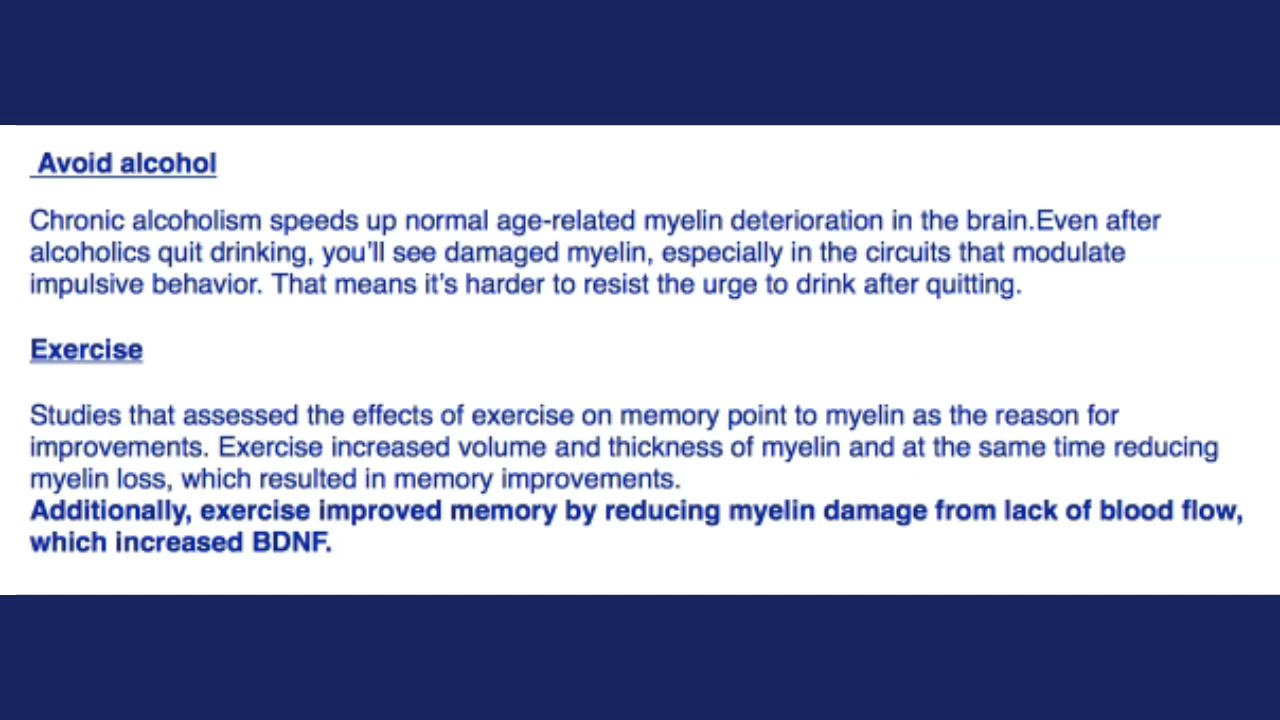 Avoid alcohol
Chronic alcoholism speeds up normal age-related myelin deterioration in the brain.Even after
alcoholics quit drinking, you'll see damaged myelin, especially in the circuits that modulate
impulsive behavior. That means it's harder to resist the urge to drink after quitting.
Exercise
Studies that assessed the effects of exercise on memory point to myelin as the reason for
improvements. Exercise increased volume and thickness of myelin and at the same time reducing
myelin loss, which resulted in memory improvements.
Additionally, exercise improved memory by reducing myelin damage from lack of blood flow,
which increased BDNF.